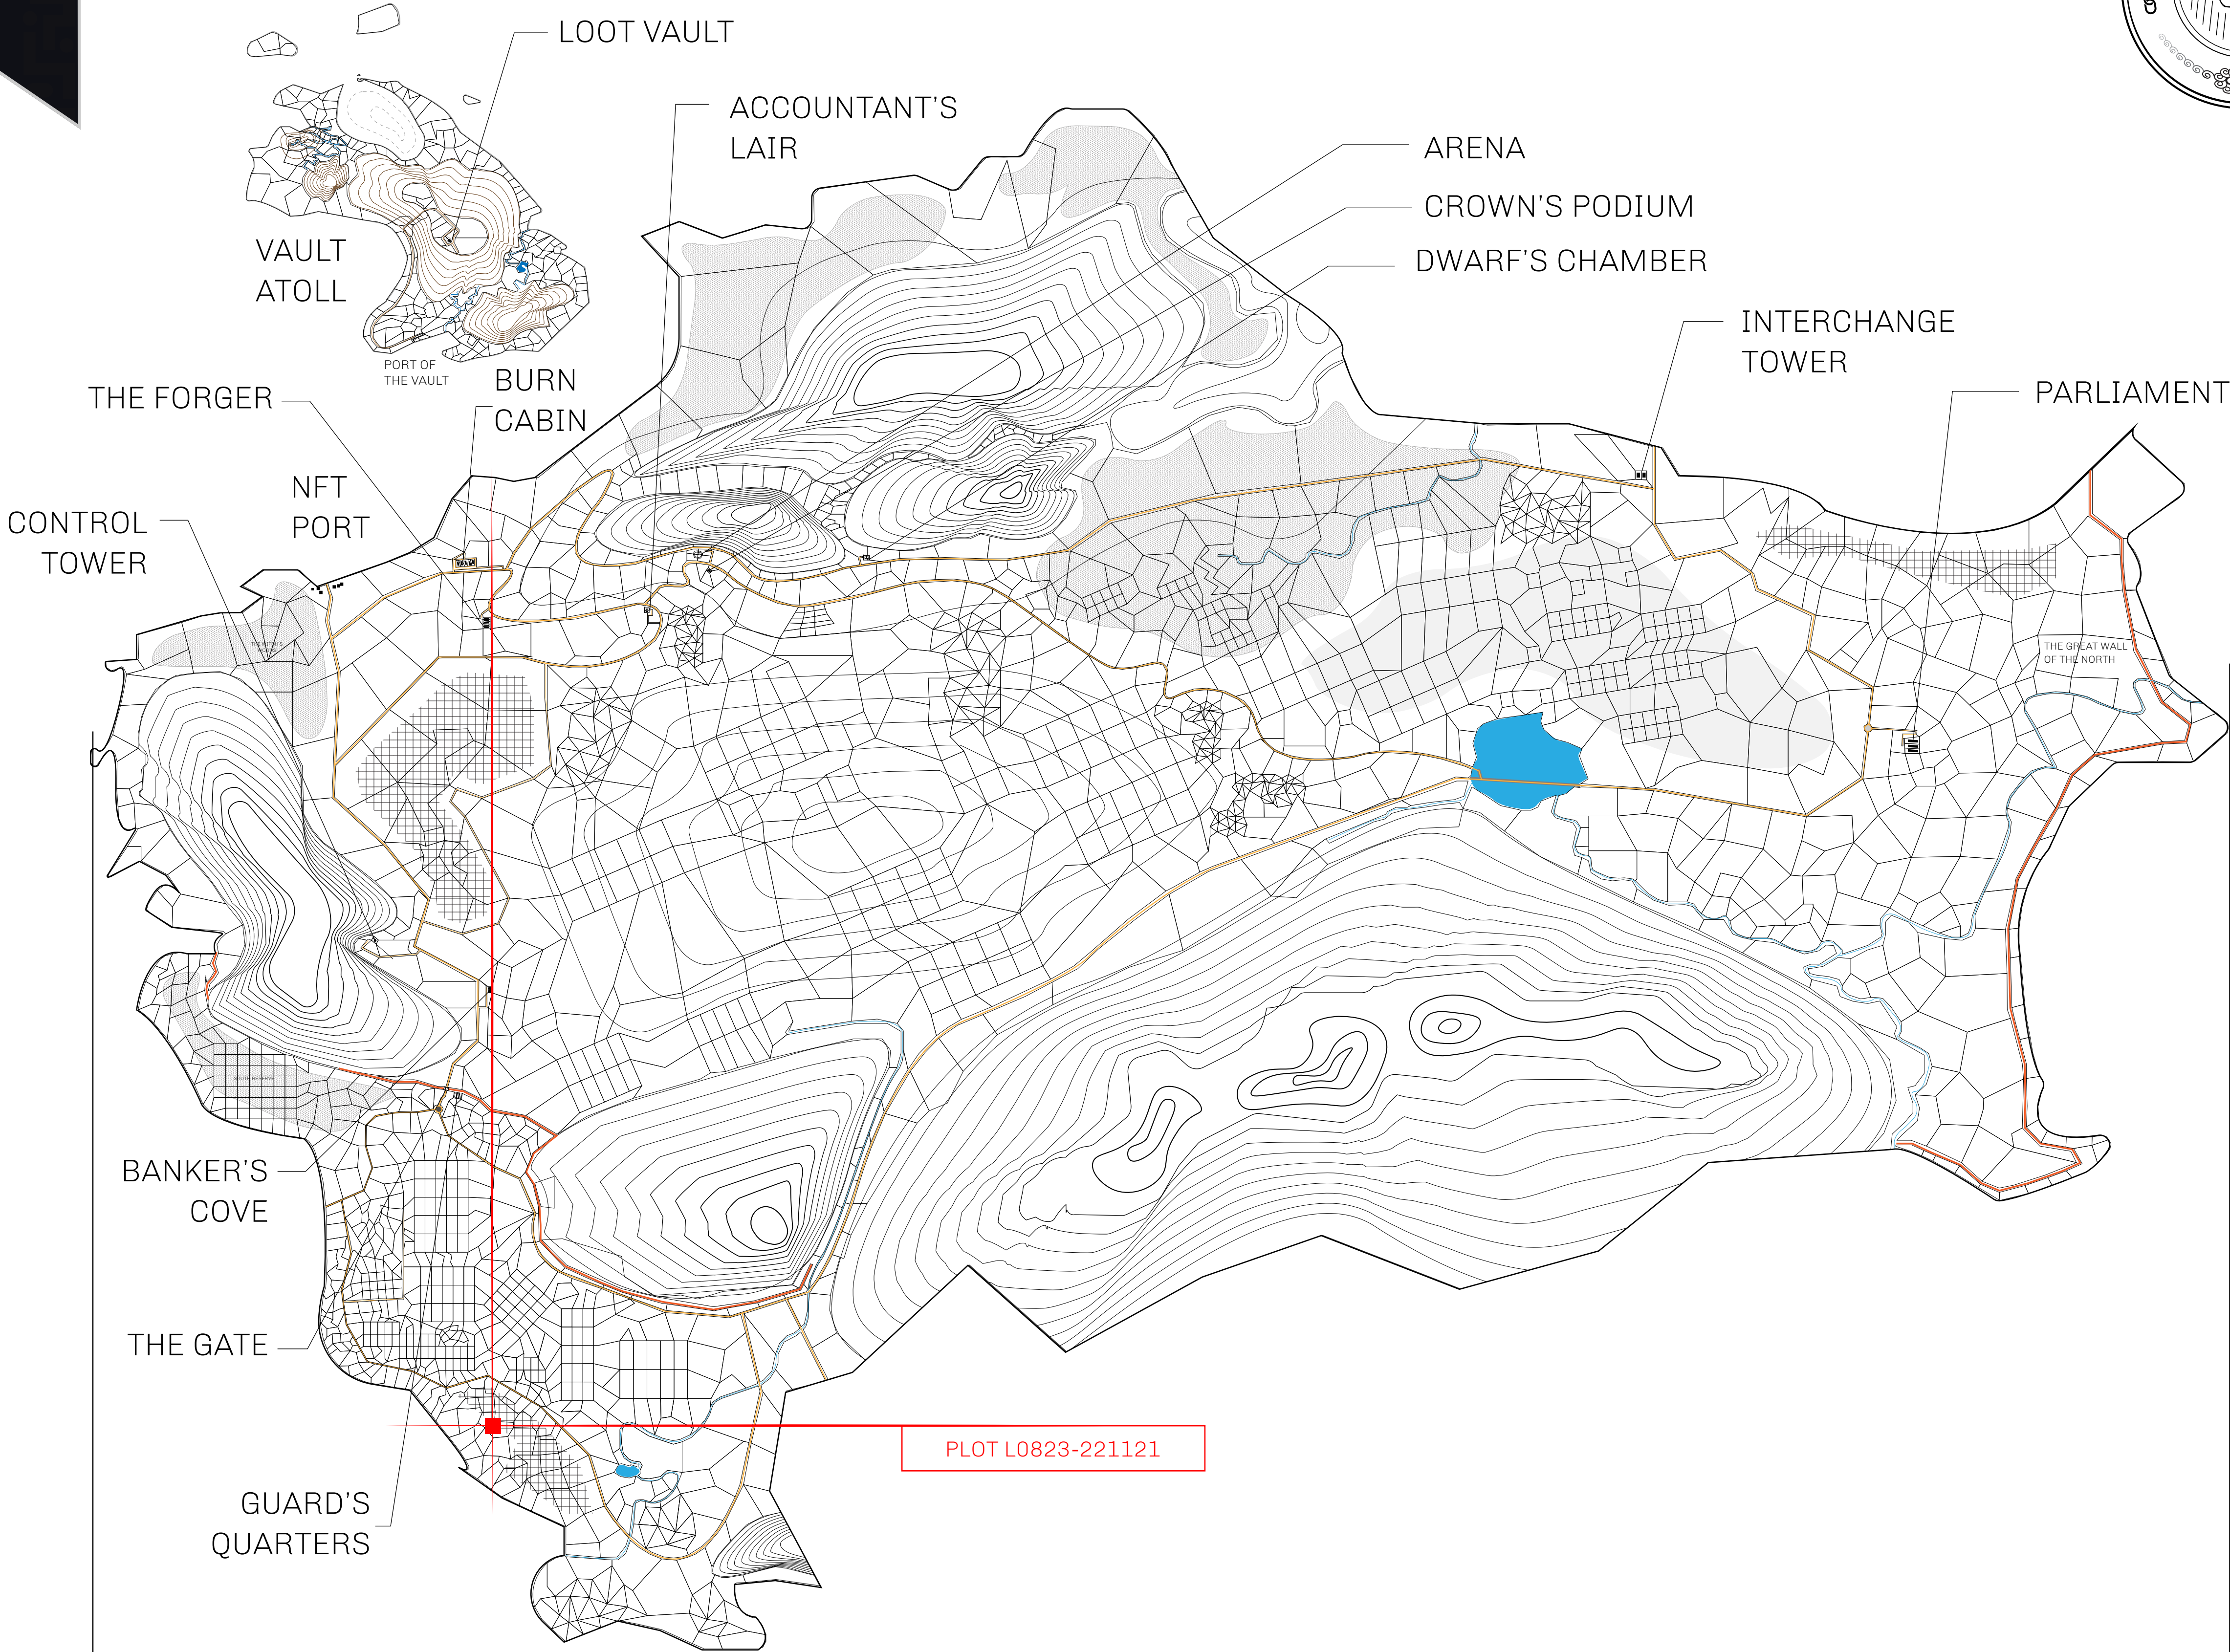 LOOT VAULT
ACCOUNTANT'S
LAIR
ARENA
CROWN'S PODIUM
DWARF'S CHAMBER
VAULT
ATOLL
INTERCHANGE
TOWER
PORT OF
THE VAULT
BURN
CABIN
THE FORGER
PARLIAMENT
NFT
PORT
CONTROL
TOWER
THE GREAT WALL
OF THE NORTH
SOUTH RESERVE
BANKER'S
COVE
THE GATE
PLOT L0823-221121
GUARD'S
QUARTERS